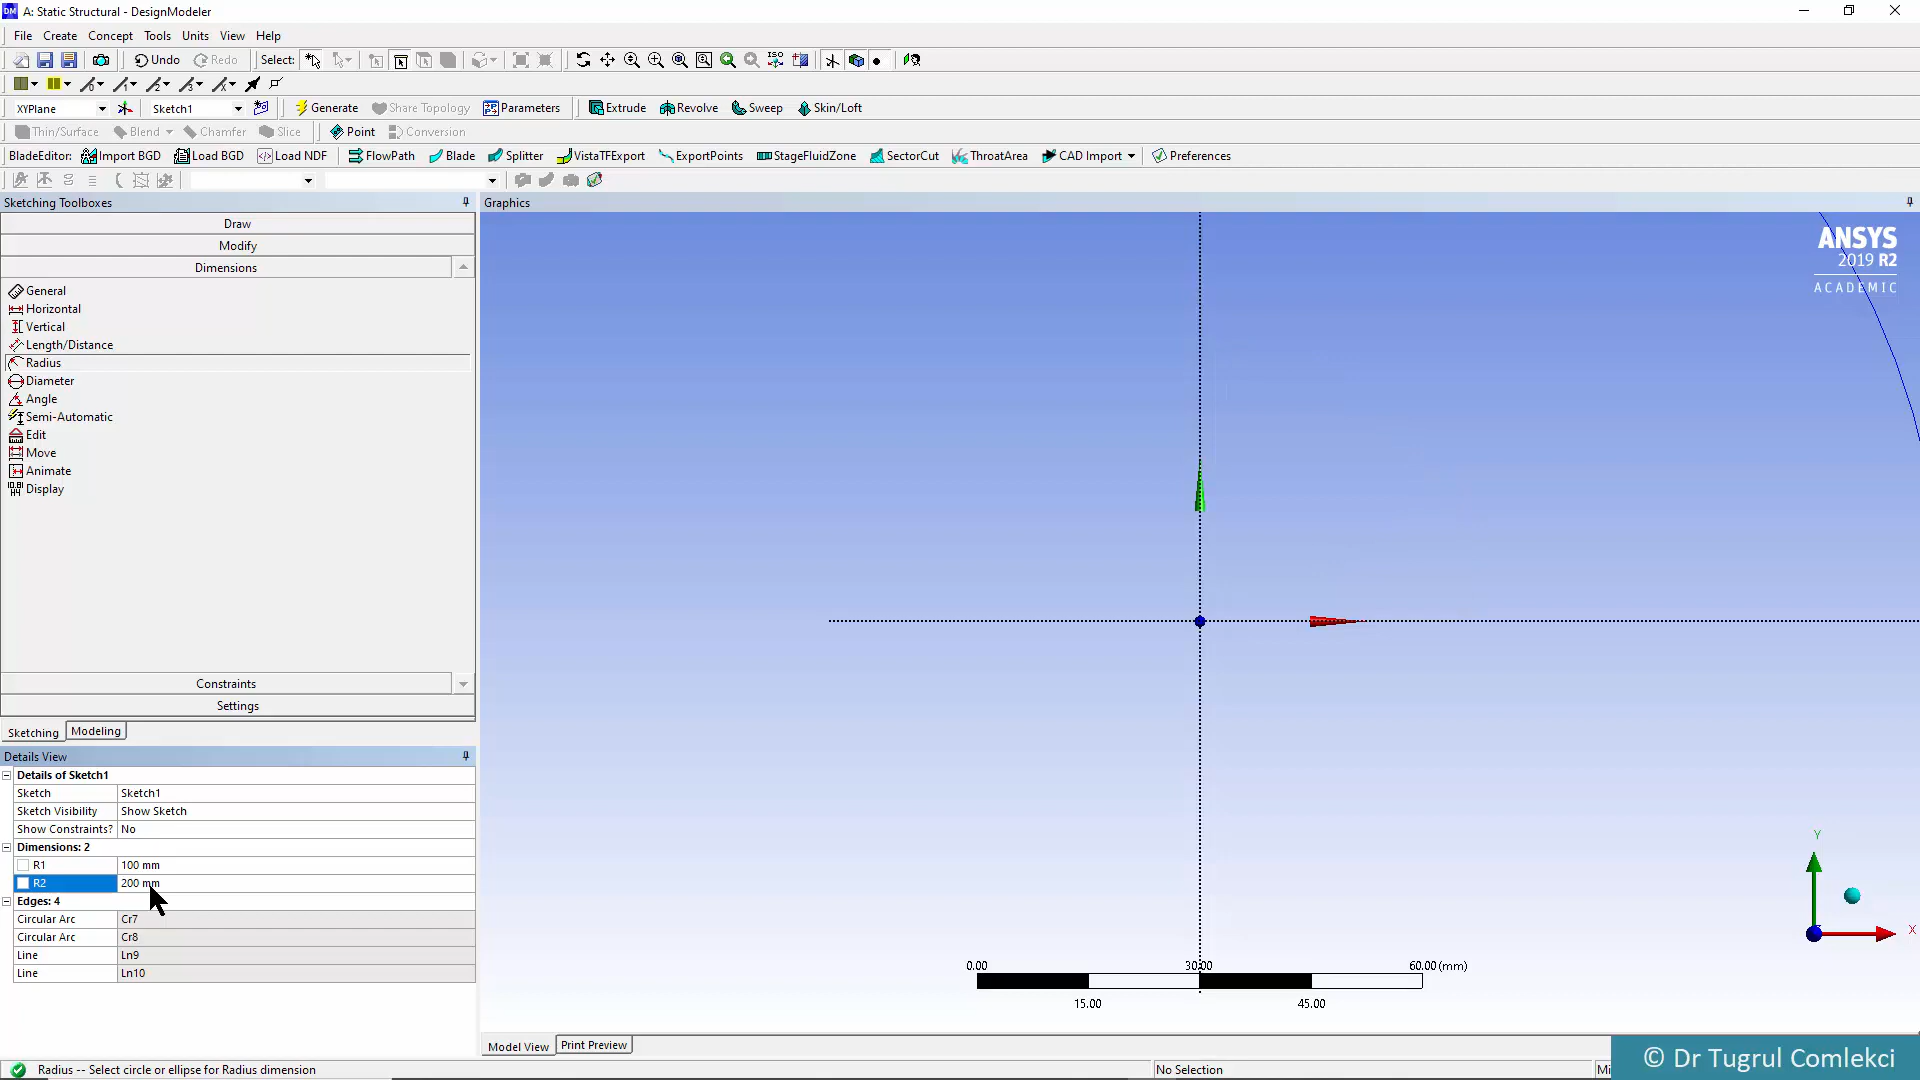 A: Static Structural - DesignModeler
File Create Concept Tools Units View Help
Undo Redo Select: ISO
XYPlane Sketch1 Generate Share Topology Parameters Extrude Revolve Sweep Skin/Loft
Thin/Surface Blend Chamfer Slice Point Conversion
BladeEditor: Import BGD Load BGD Load NDF FlowPath Blade Splitter VistaTFExport ExportPoints StageFluidZone SectorCut ThroatArea CAD Import Preferences
Sketching Toolboxes
Graphics
Draw
Modify
Dimensions
General
Horizontal
Vertical
Length/Distance
Radius
Diameter
Angle
Semi-Automatic
Edit
Move
Animate
Display
Constraints
Settings
Sketching Modeling
Details View
Details of Sketch1
Sketch Sketch1
Sketch Visibility Show Sketch
Show Constraints? No
Dimensions: 2
R1 100 mm
R2 200 mm
Edges: 4
Circular Arc Cr7
Circular Arc Cr8
Line Ln9
Line Ln10
ANSYS
2019 R2
ACADEMIC
Y
X
0.00 30.00 60.00 (mm)
15.00 45.00
Model View Print Preview
Radius -- Select circle or ellipse for Radius dimension
No Selection
Mi
© Dr Tugrul Comlekci